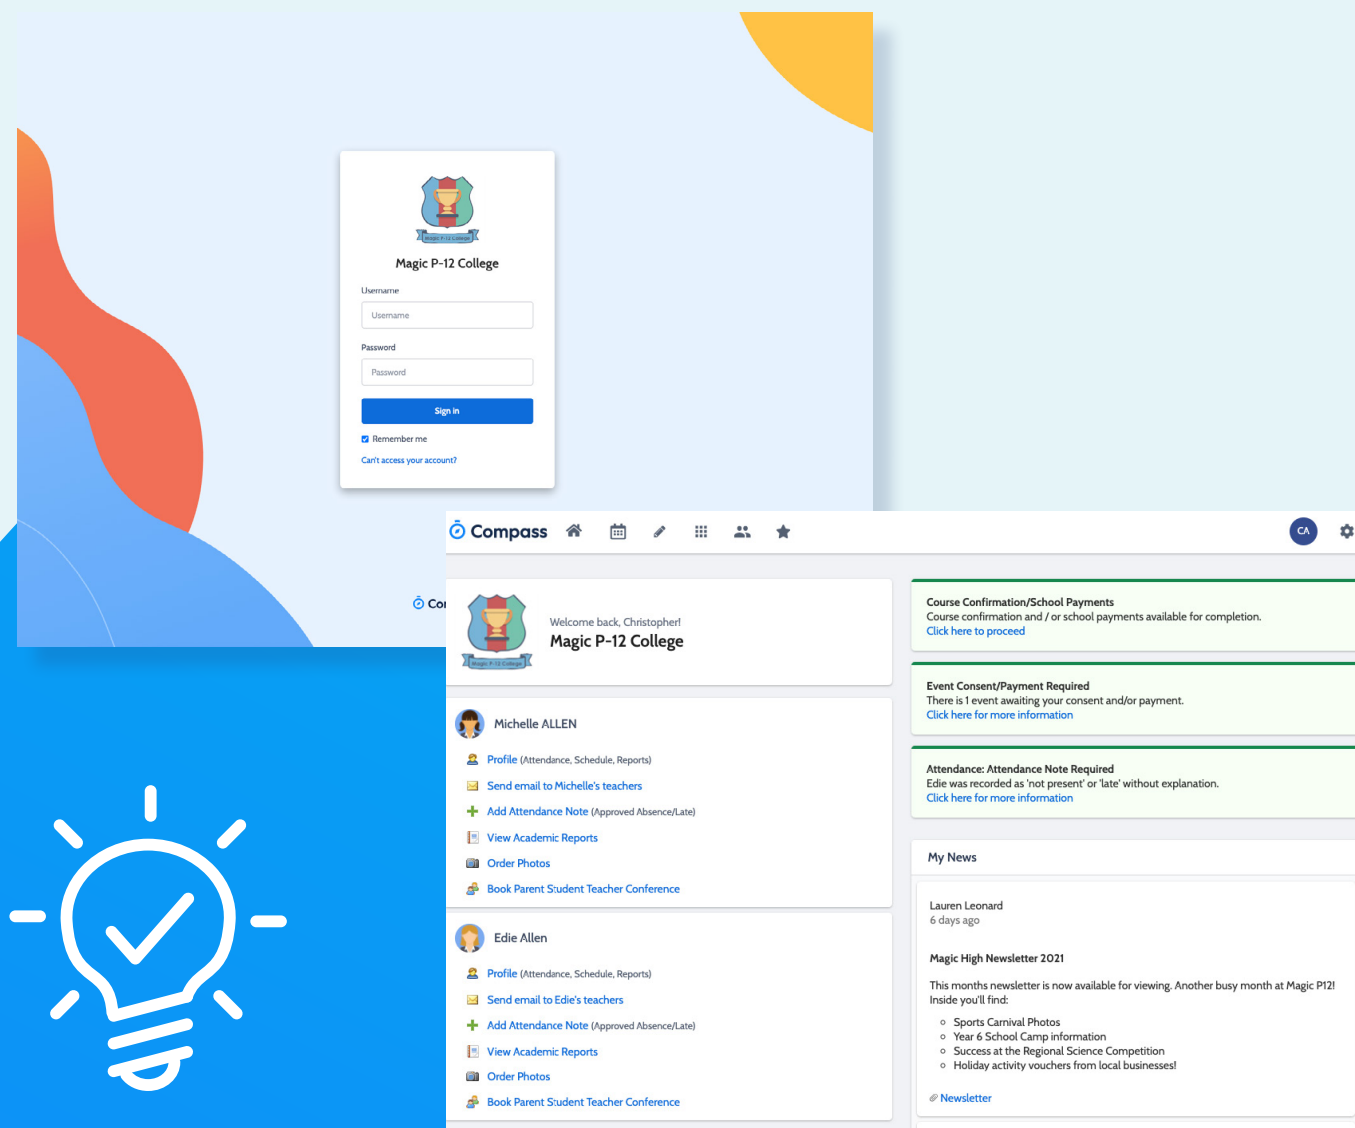 Magic P-12 College
Magic P-12 College
Username
Username
Password
Password
Sign in
Remember me
Can't access your account?
Compass
CA
Magic P-12 College
Welcome back, Christopher!
Magic P-12 College
Michelle ALLEN
Profile (Attendance, Schedule, Reports)
Send email to Michelle's teachers
Add Attendance Note (Approved Absence/Late)
View Academic Reports
Order Photos
Book Parent Student Teacher Conference
Edie Allen
Profile (Attendance, Schedule, Reports)
Send email to Edie's teachers
Add Attendance Note (Approved Absence/Late)
View Academic Reports
Order Photos
Book Parent Student Teacher Conference
Course Confirmation/School Payments
Course confirmation and / or school payments available for completion.
Click here to proceed
Event Consent/Payment Required
There is 1 event awaiting your consent and/or payment.
Click here for more information
Attendance: Attendance Note Required
Edie was recorded as 'not present' or 'late' without explanation.
Click here for more information
My News
Lauren Leonard
6 days ago
Magic High Newsletter 2021
This months newsletter is now available for viewing. Another busy month at Magic P12!
Inside you'll find:
Sports Carnival Photos
Year 6 School Camp information
Success at the Regional Science Competition
Holiday activity vouchers from local businesses!
Newsletter